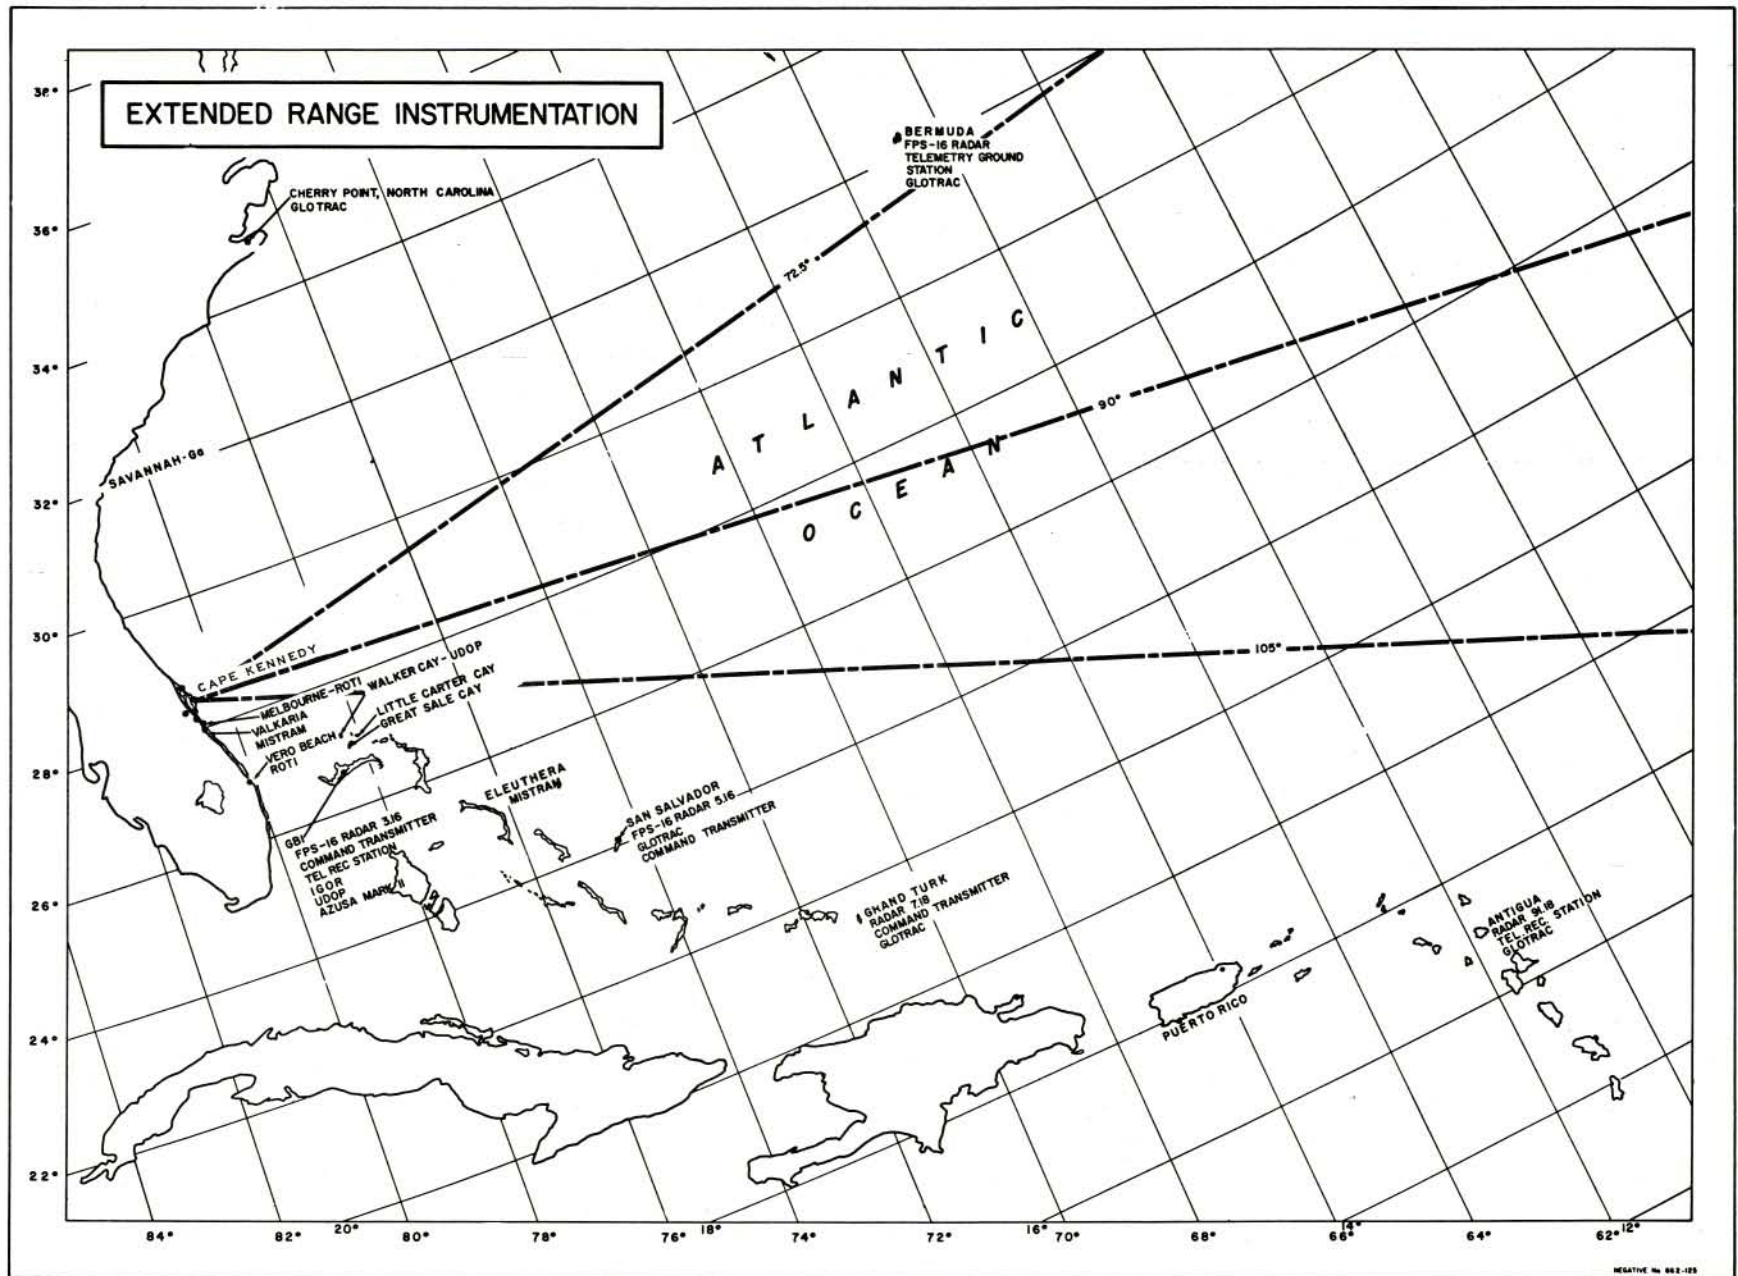 EXTENDED RANGE INSTRUMENTATION
38°
36°
34°
32°
30°
28°
26°
24°
22°
BERMUDA
FPS-16 RADAR
TELEMETRY GROUND
STATION
GLOTRAC
CHERRY POINT, NORTH CAROLINA
GLOTRAC
72.5°
ATLANTIC
OCEAN
90°
105°
SAVANNAH-Ga
CAPE KENNEDY
MELBOURNE-ROTI
WALKER CAY-UDOP
VALKARIA
MISTRAM
LITTLE CARTER CAY
GREAT SALE CAY
VERO BEACH
ROTI
ELEUTHERA
MISTRAM
SAN SALVADOR
FPS-16 RADAR 5.16
GLOTRAC
COMMAND TRANSMITTER
GBI
FPS-16 RADAR 3.16
COMMAND TRANSMITTER
TEL REC STATION
IGOR
UDOP
AZUSA MARK II
GRAND TURK
RADAR 7.18
COMMAND TRANSMITTER
GLOTRAC
ANTIGUA
RADAR 91.18
TEL. REC. STATION
GLOTRAC
PUERTO RICO
84° 82° 20° 80° 78° 76° 18° 74° 72° 16° 70° 68° 66° 14° 64° 62° 12°
NEGATIVE No 862-125